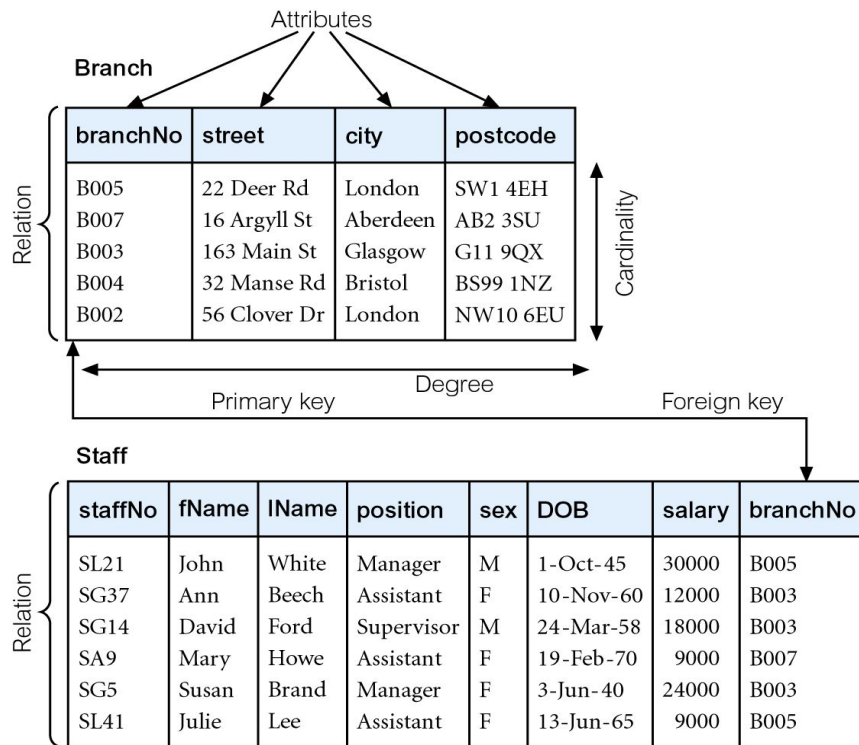 Attributes
Branch
branchNo street city postcode
B005 22 Deer Rd London SW1 4EH
B007 16 Argyll St Aberdeen AB2 3SU
B003 163 Main St Glasgow G11 9QX
B004 32 Manse Rd Bristol BS99 1NZ
B002 56 Clover Dr London NW10 6EU
Relation
Cardinality
Degree
Primary key Foreign key
Staff
staffNo fName lName position sex DOB salary branchNo
SL21 John White Manager M 1-Oct-45 30000 B005
SG37 Ann Beech Assistant F 10-Nov-60 12000 B003
SG14 David Ford Supervisor M 24-Mar-58 18000 B003
SA9 Mary Howe Assistant F 19-Feb-70 9000 B007
SG5 Susan Brand Manager F 3-Jun-40 24000 B003
SL41 Julie Lee Assistant F 13-Jun-65 9000 B005
Relation